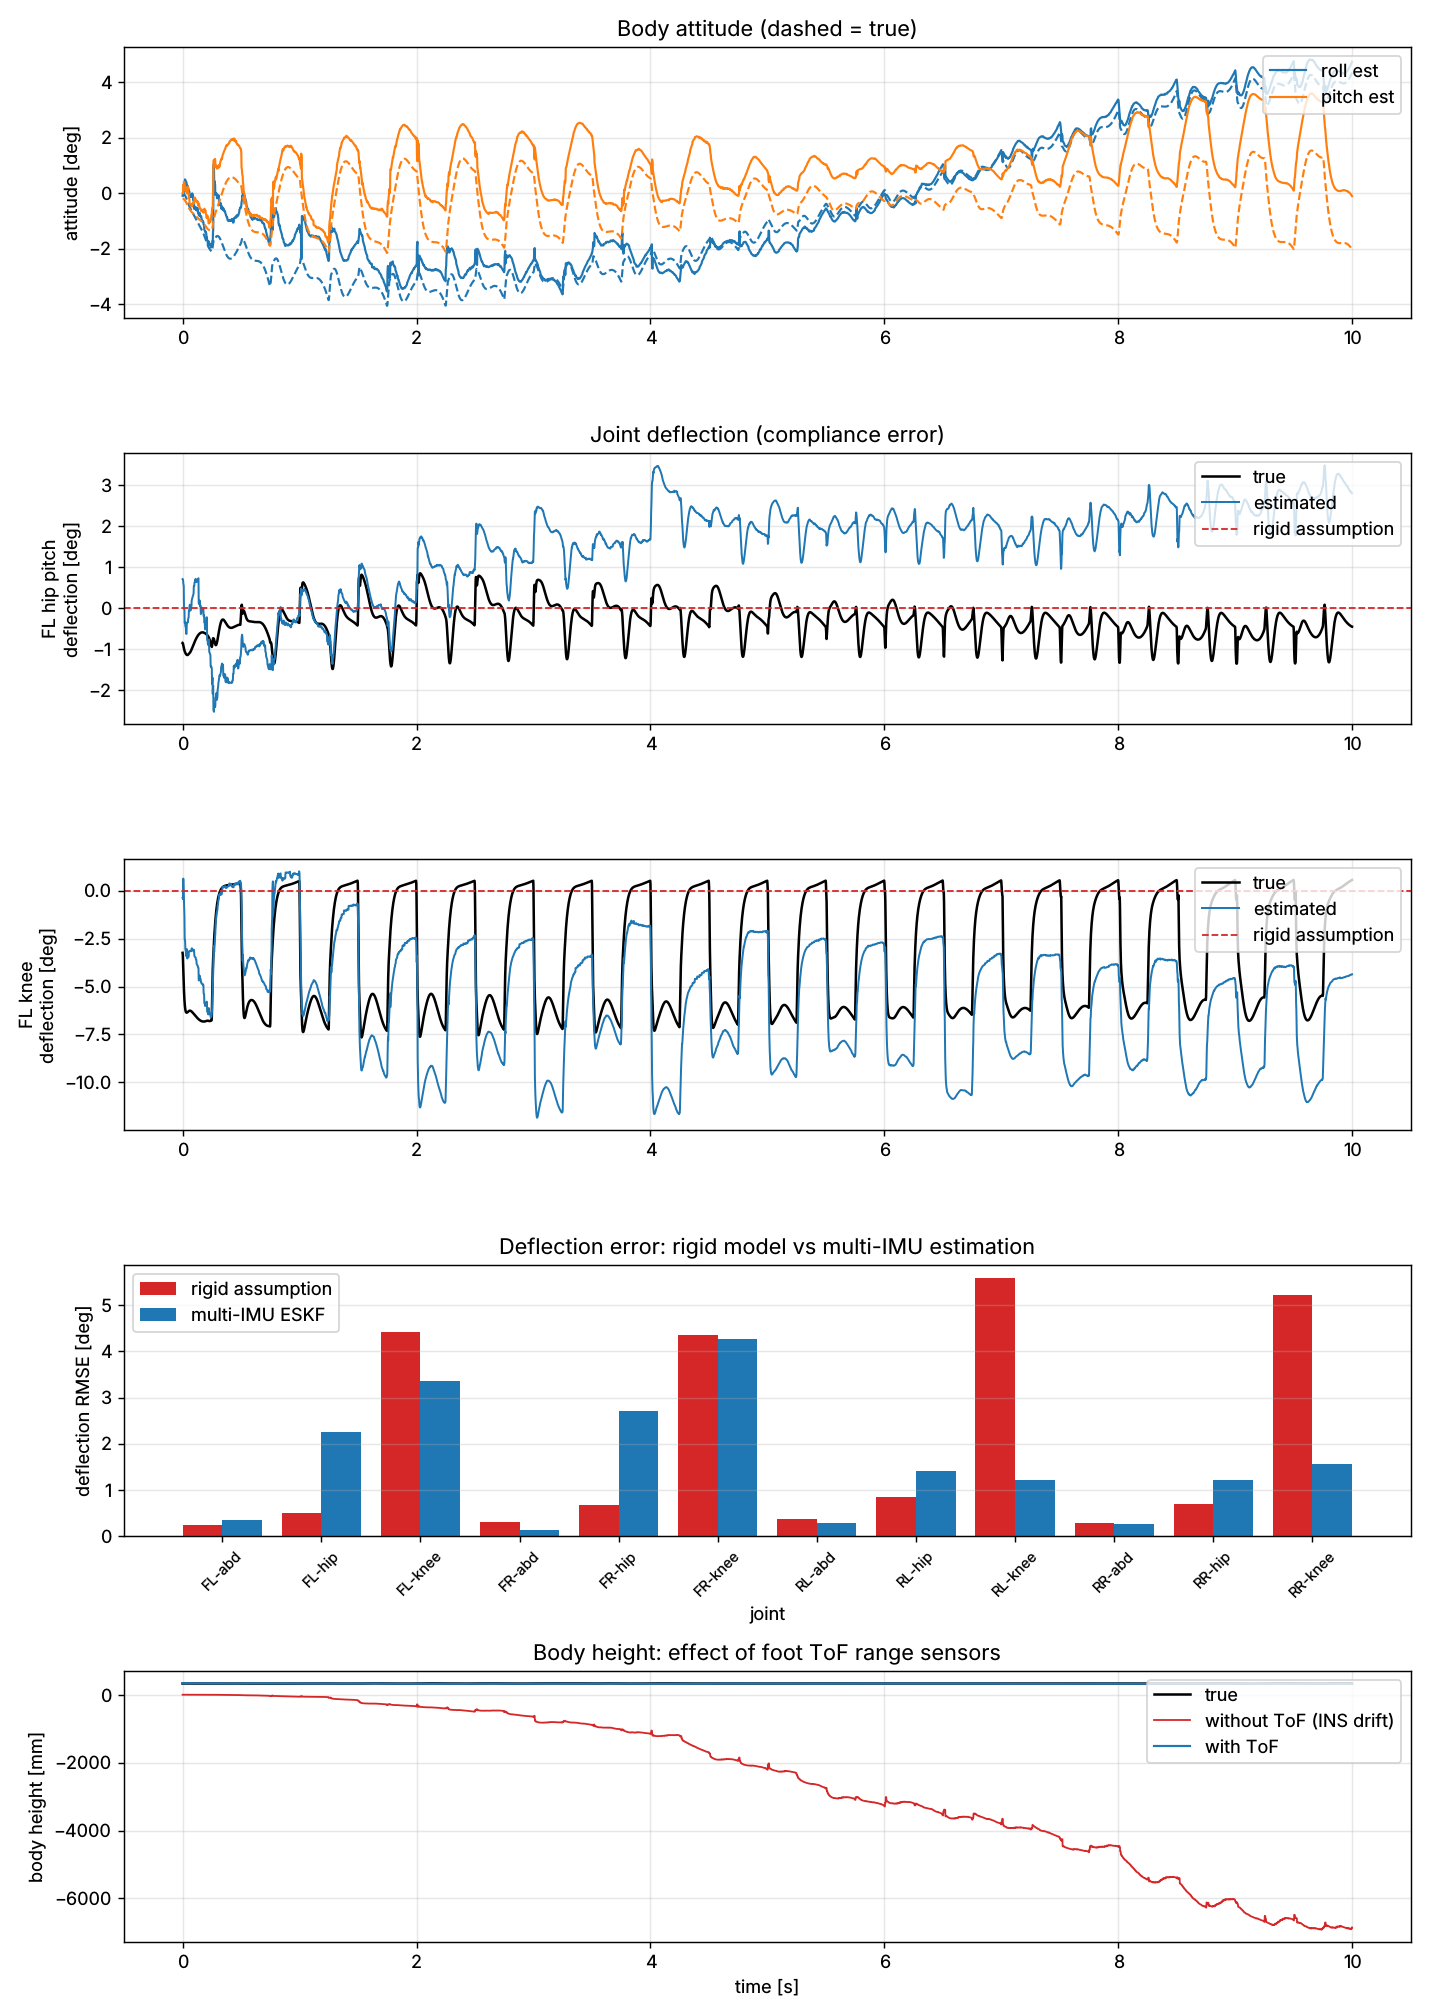 Body attitude (dashed = true)
attitude [deg]
4
2
0
−2
−4
roll est
pitch est
0 2 4 6 8 10
Joint deflection (compliance error)
FL hip pitch
deflection [deg]
3
2
1
0
−1
−2
true
estimated
rigid assumption
0 2 4 6 8 10
FL knee
deflection [deg]
0.0
−2.5
−5.0
−7.5
−10.0
true
estimated
rigid assumption
0 2 4 6 8 10
Deflection error: rigid model vs multi-IMU estimation
deflection RMSE [deg]
5
4
3
2
1
0
rigid assumption
multi-IMU ESKF
FL-abd FL-hip FL-knee FR-abd FR-hip FR-knee RL-abd RL-hip RL-knee RR-abd RR-hip RR-knee
joint
Body height: effect of foot ToF range sensors
body height [mm]
0
−2000
−4000
−6000
true
without ToF (INS drift)
with ToF
0 2 4 6 8 10
time [s]